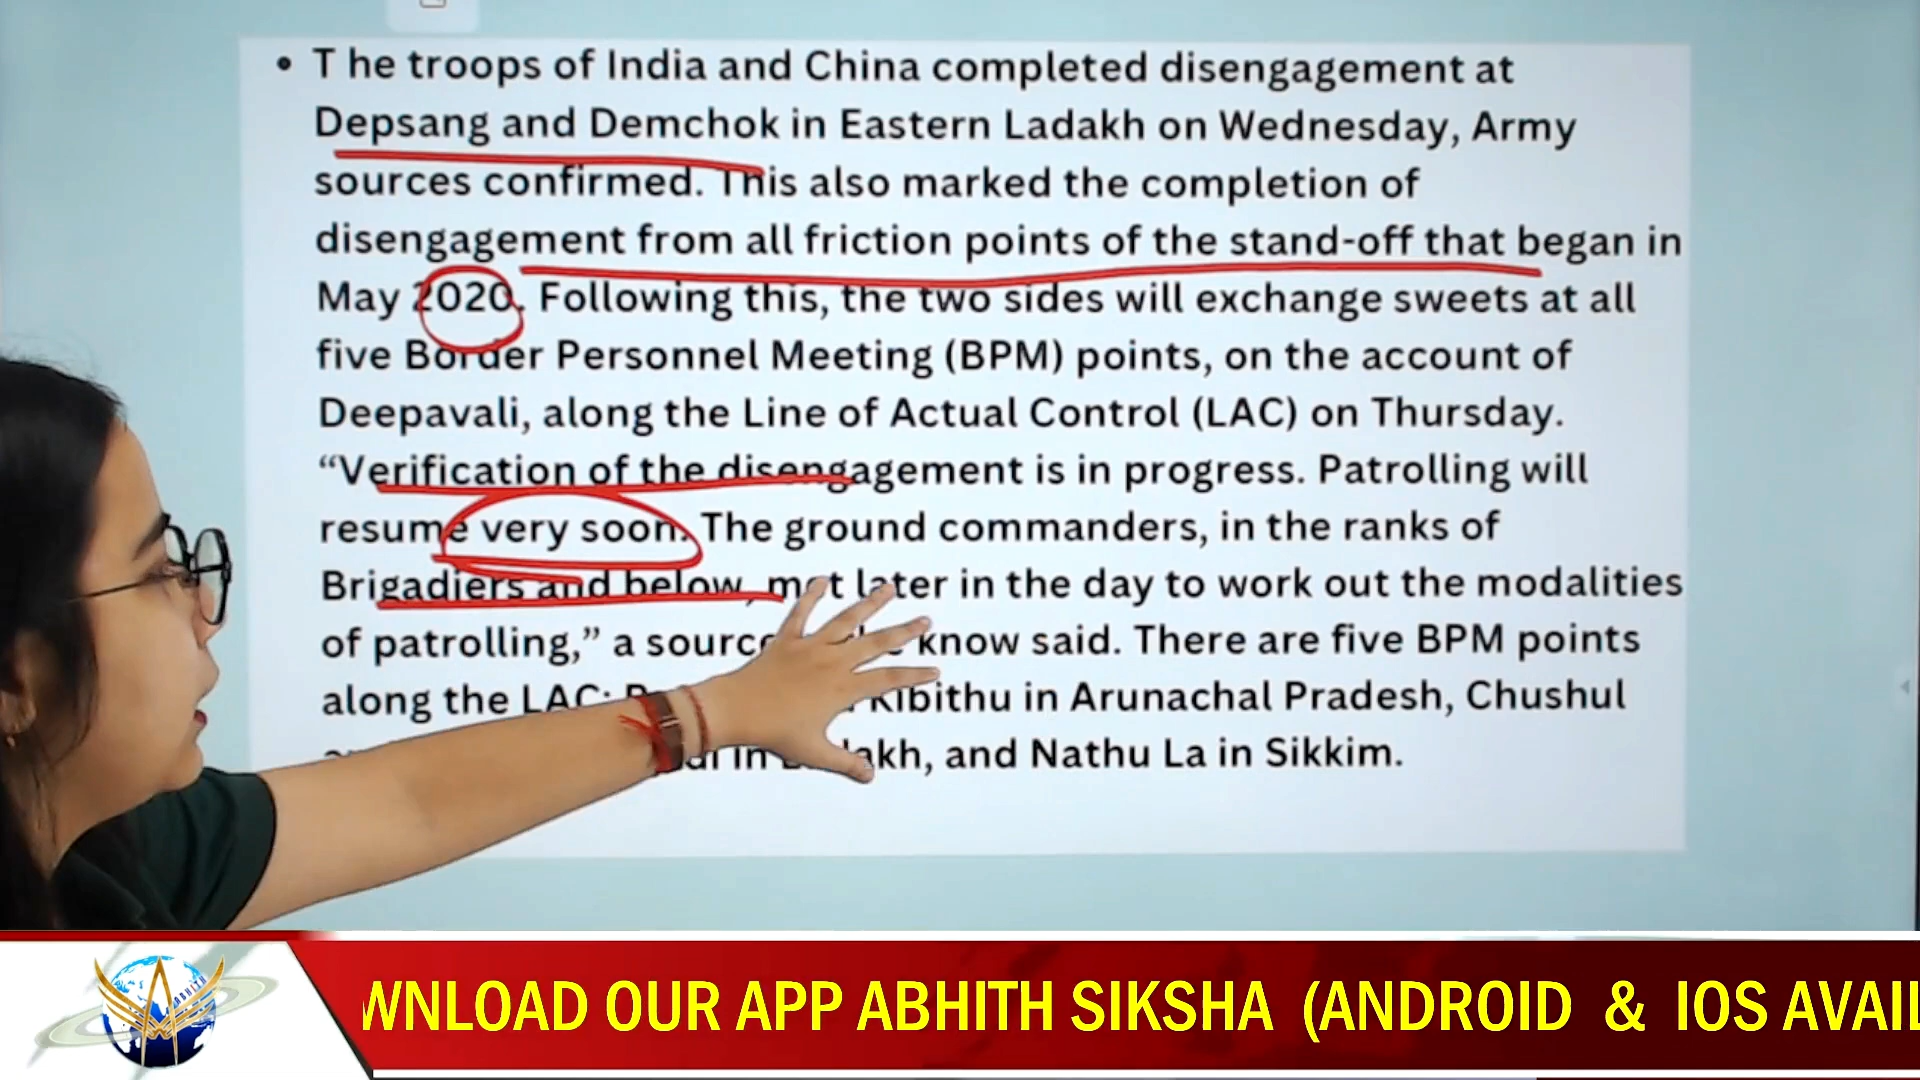 • T he troops of India and China completed disengagement at
Depsang and Demchok in Eastern Ladakh on Wednesday, Army
sources confirmed. This also marked the completion of
disengagement from all friction points of the stand-off that began in
May 2020. Following this, the two sides will exchange sweets at all
five Border Personnel Meeting (BPM) points, on the account of
Deepavali, along the Line of Actual Control (LAC) on Thursday.
“Verification of the disengagement is in progress. Patrolling will
resume very soon. The ground commanders, in the ranks of
Brigadiers and below, met later in the day to work out the modalities
of patrolling,” a source know said. There are five BPM points
along the LAC: Kibithu in Arunachal Pradesh, Chushul
in and Nathu La in Sikkim.
WNLOAD OUR APP ABHITH SIKSHA (ANDROID & IOS AVAIL
ABHITH